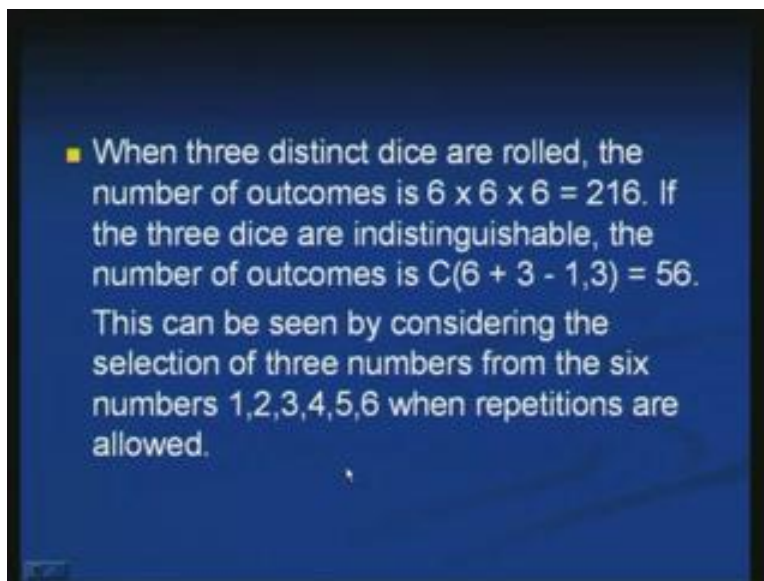 When three distinct dice are rolled, the
number of outcomes is 6 x 6 x 6 = 216. If
the three dice are indistinguishable, the
number of outcomes is C(6 + 3 - 1,3) = 56.
This can be seen by considering the
selection of three numbers from the six
numbers 1,2,3,4,5,6 when repetitions are
allowed.